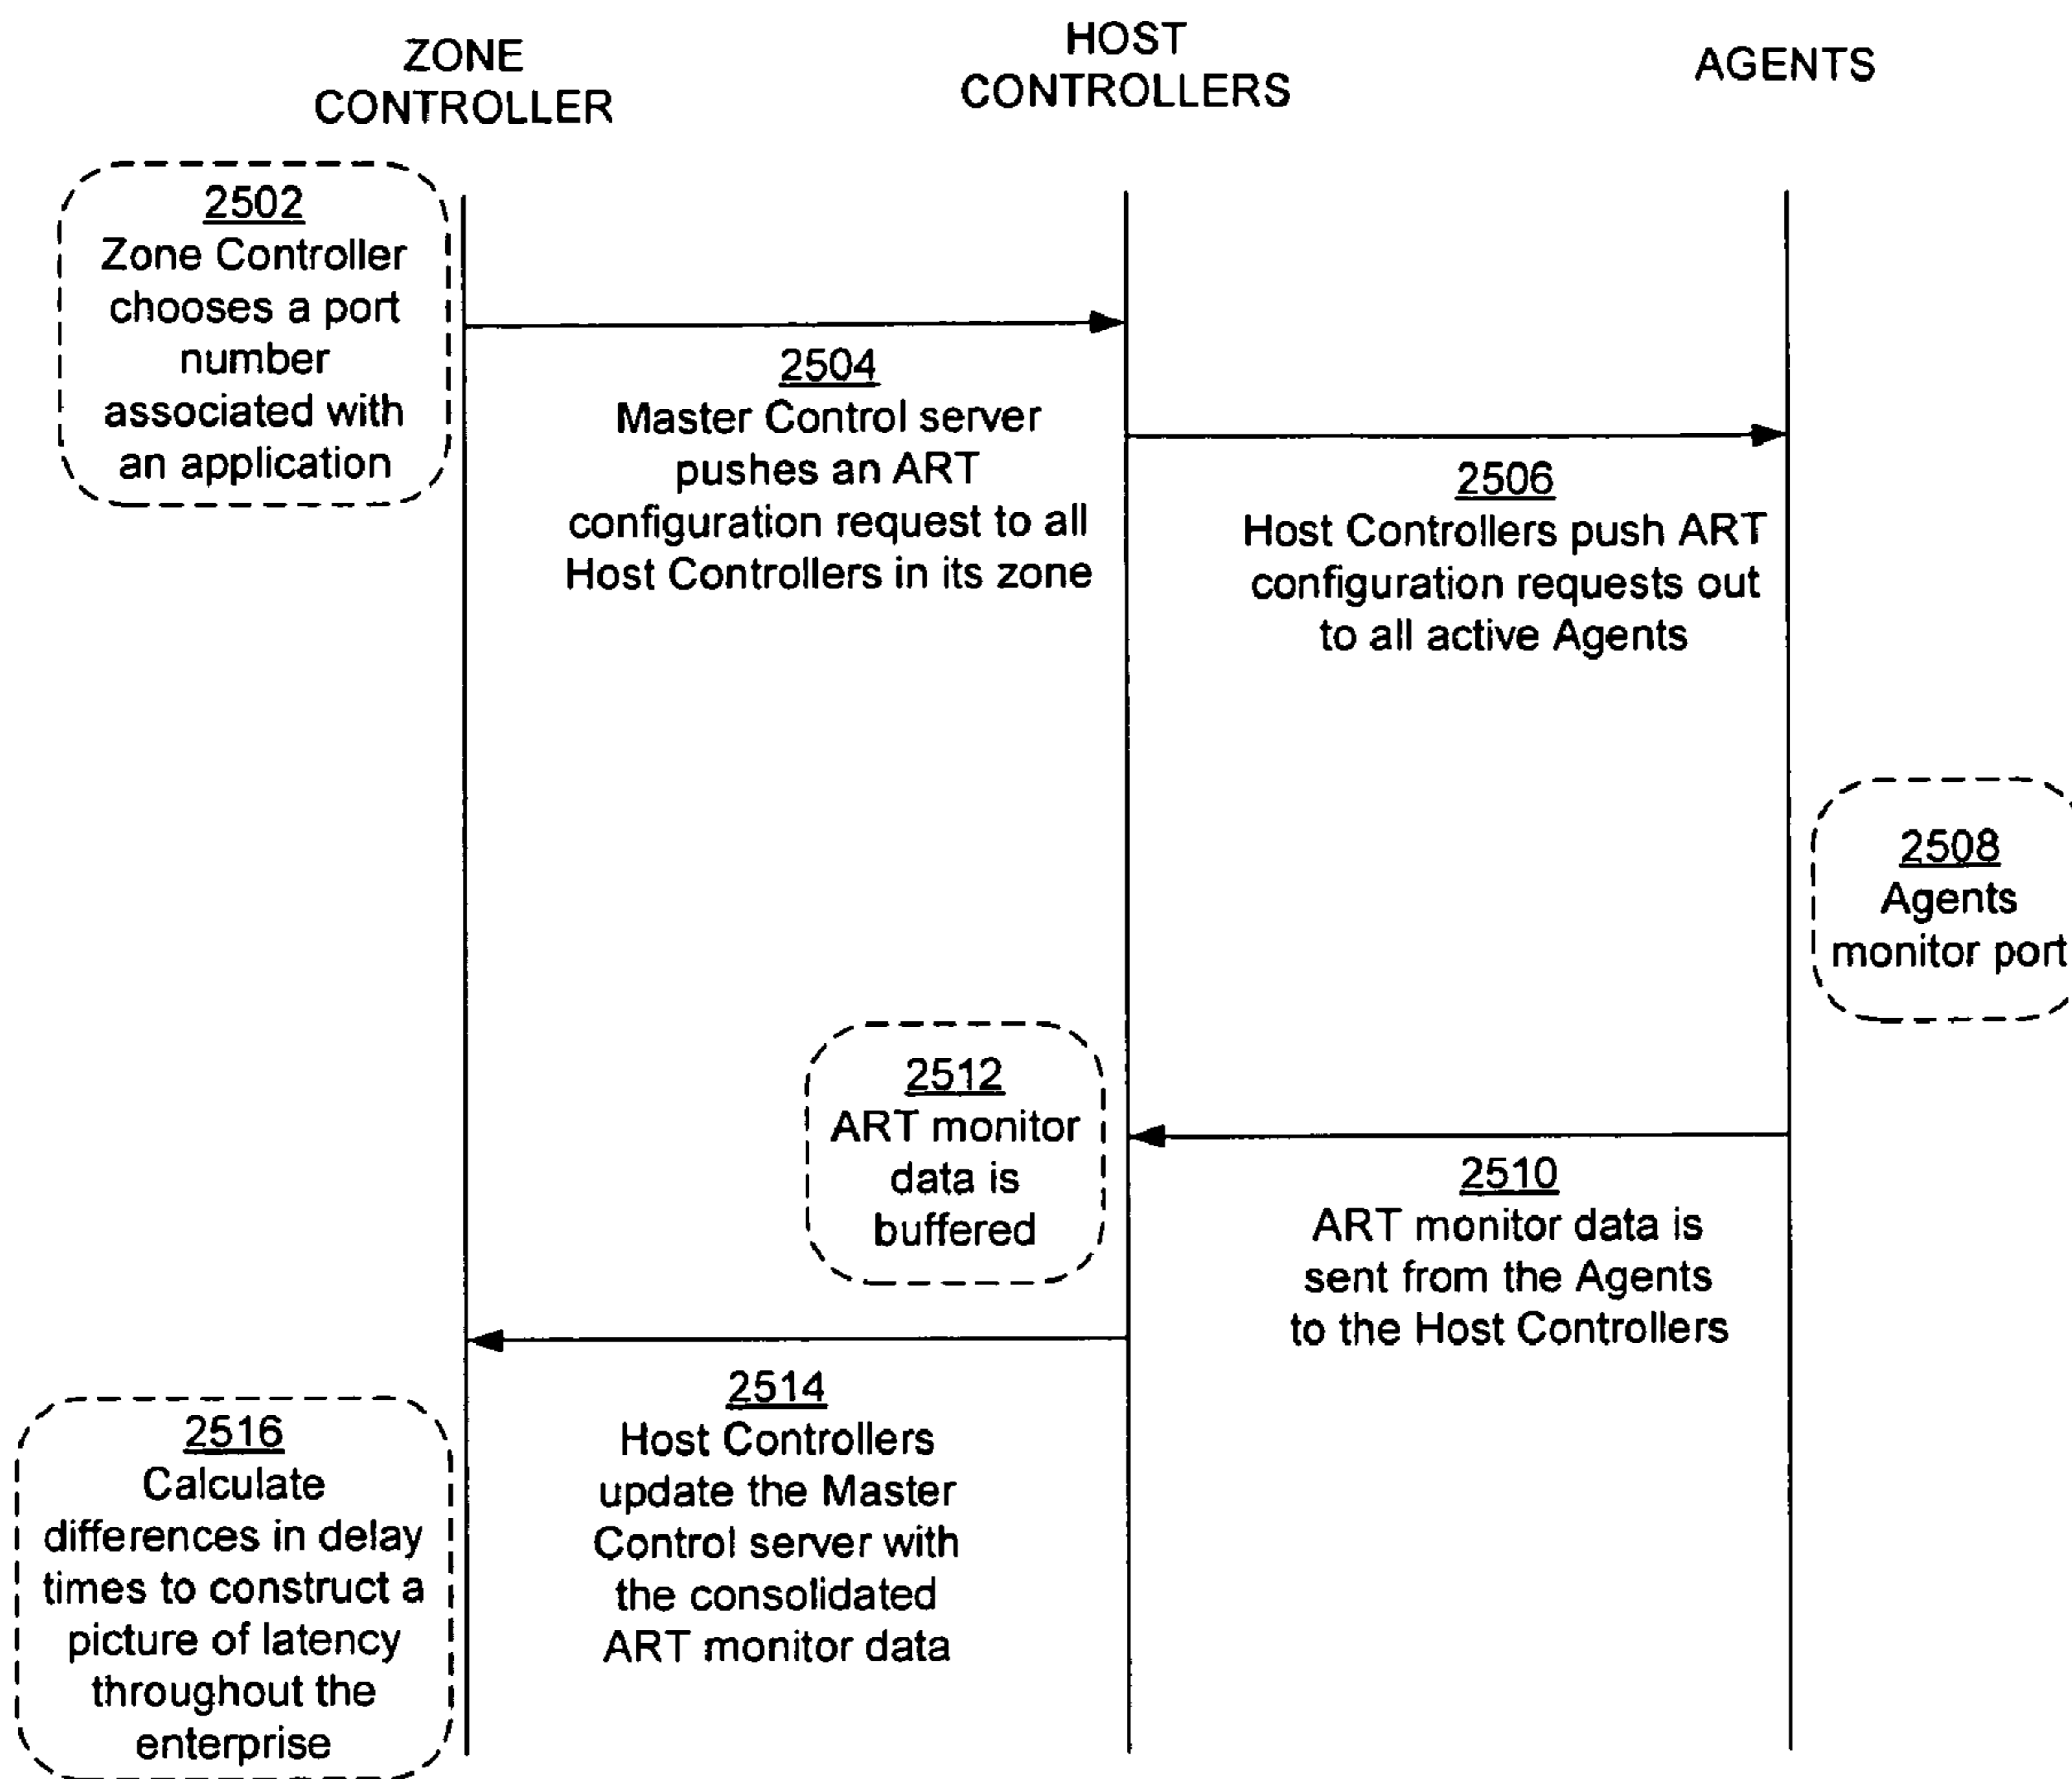 ZONE
CONTROLLER
HOST
CONTROLLERS
AGENTS
2502
Zone Controller
chooses a port
number
associated with
an application
2504
Master Control server
pushes an ART
configuration request to all
Host Controllers in its zone
2506
Host Controllers push ART
configuration requests out
to all active Agents
2508
Agents
monitor port
2512
ART monitor
data is
buffered
2510
ART monitor data is
sent from the Agents
to the Host Controllers
2514
Host Controllers
update the Master
Control server with
the consolidated
ART monitor data
2516
Calculate
differences in delay
times to construct a
picture of latency
throughout the
enterprise